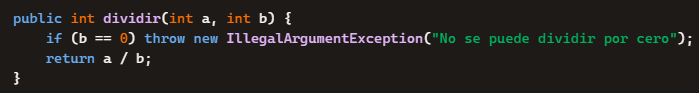 public int dividir(int a, int b) {
    if (b == 0) throw new IllegalArgumentException("No se puede dividir por cero");
    return a / b;
}